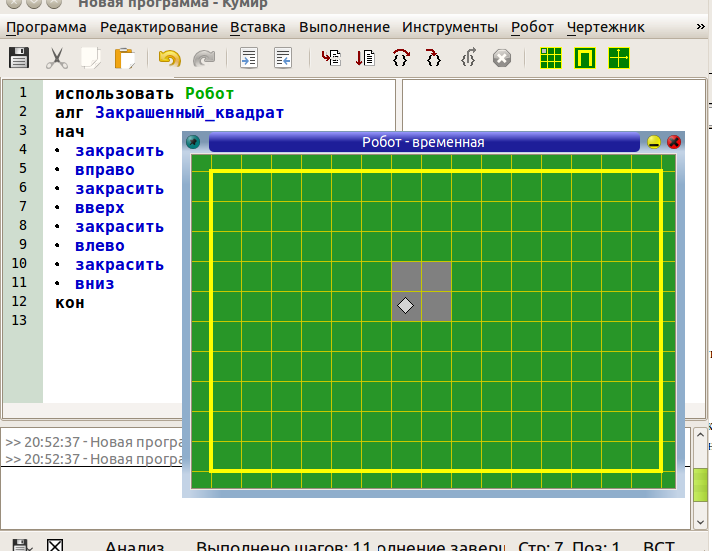 Новая программа - Кумир
Программа Редактирование Вставка Выполнение Инструменты Робот Чертежник »
1 использовать Робот
2 алг Закрашенный_квадрат
3 нач
4 • закрасить
5 • вправо
6 • закрасить
7 • вверх
8 • закрасить
9 • влево
10 • закрасить
11 • вниз
12 кон
13
Робот - временная
>> 20:52:37 - Новая програ
>> 20:52:37 - Новая програ
Анализ Выполнено шагов: 11 олнение заверш Стр: 7, Поз: 1 ВСТ